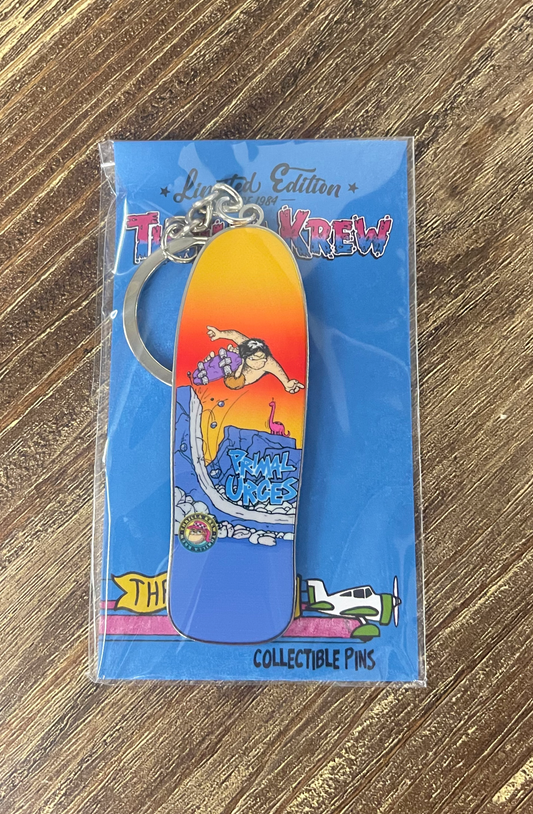 Limited Edition
1984
KREW
PRIMAL
URGES
COLLECTIBLE PINS